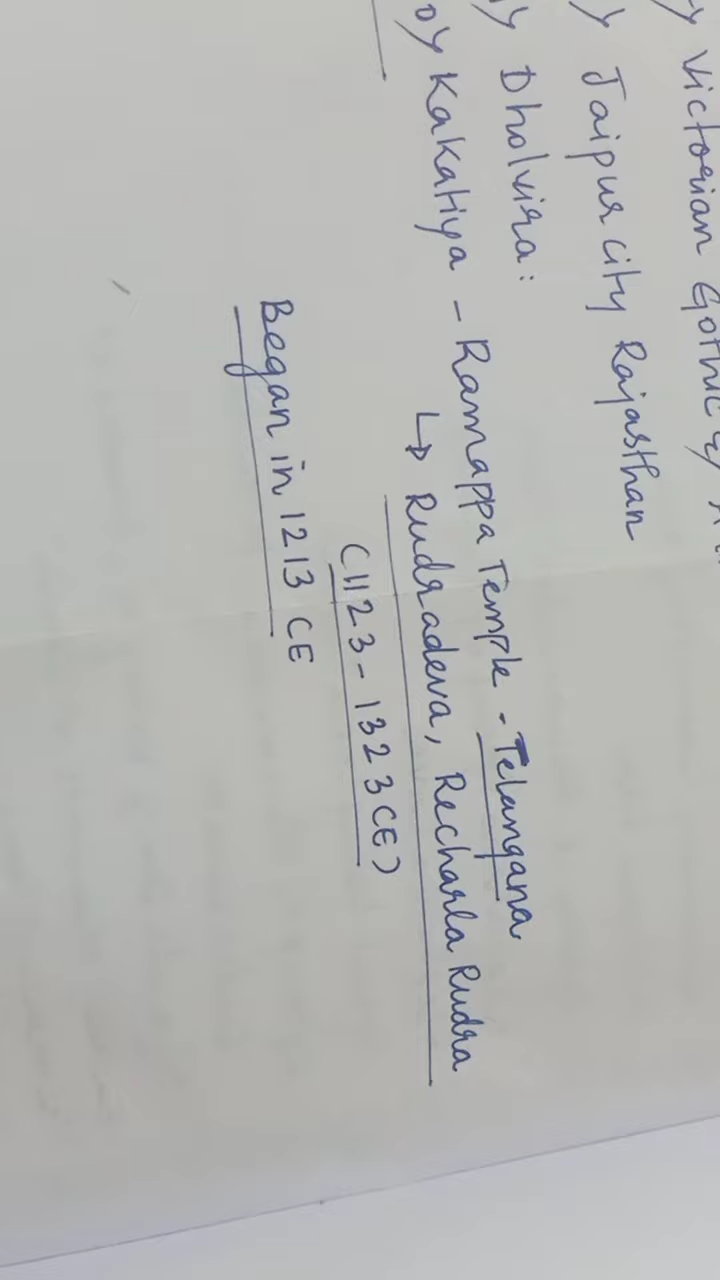 Victorian Gothic &
Jaipur city Rajasthan
Dholvira:
Kakatiya - Ramappa Temple - Telangana
↳ Rudradeva, Recharla Rudra
(1123 - 1323 CE)
Began in 1213 CE